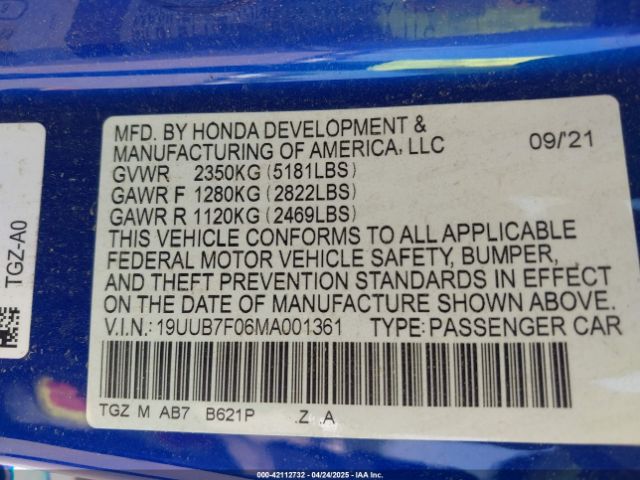 MFD. BY HONDA DEVELOPMENT &
MANUFACTURING OF AMERICA, LLC 09/'21
GVWR 2350KG (5181LBS)
GAWR F 1280KG (2822LBS)
GAWR R 1120KG (2469LBS)
THIS VEHICLE CONFORMS TO ALL APPLICABLE
FEDERAL MOTOR VEHICLE SAFETY, BUMPER,
AND THEFT PREVENTION STANDARDS IN EFFECT
ON THE DATE OF MANUFACTURE SHOWN ABOVE.
V.I.N.: 19UUB7F06MA001361 TYPE: PASSENGER CAR
TGZ M AB7 B621P Z A
TGZ-A0
000-42112732 - 04/24/2025 - IAA Inc.